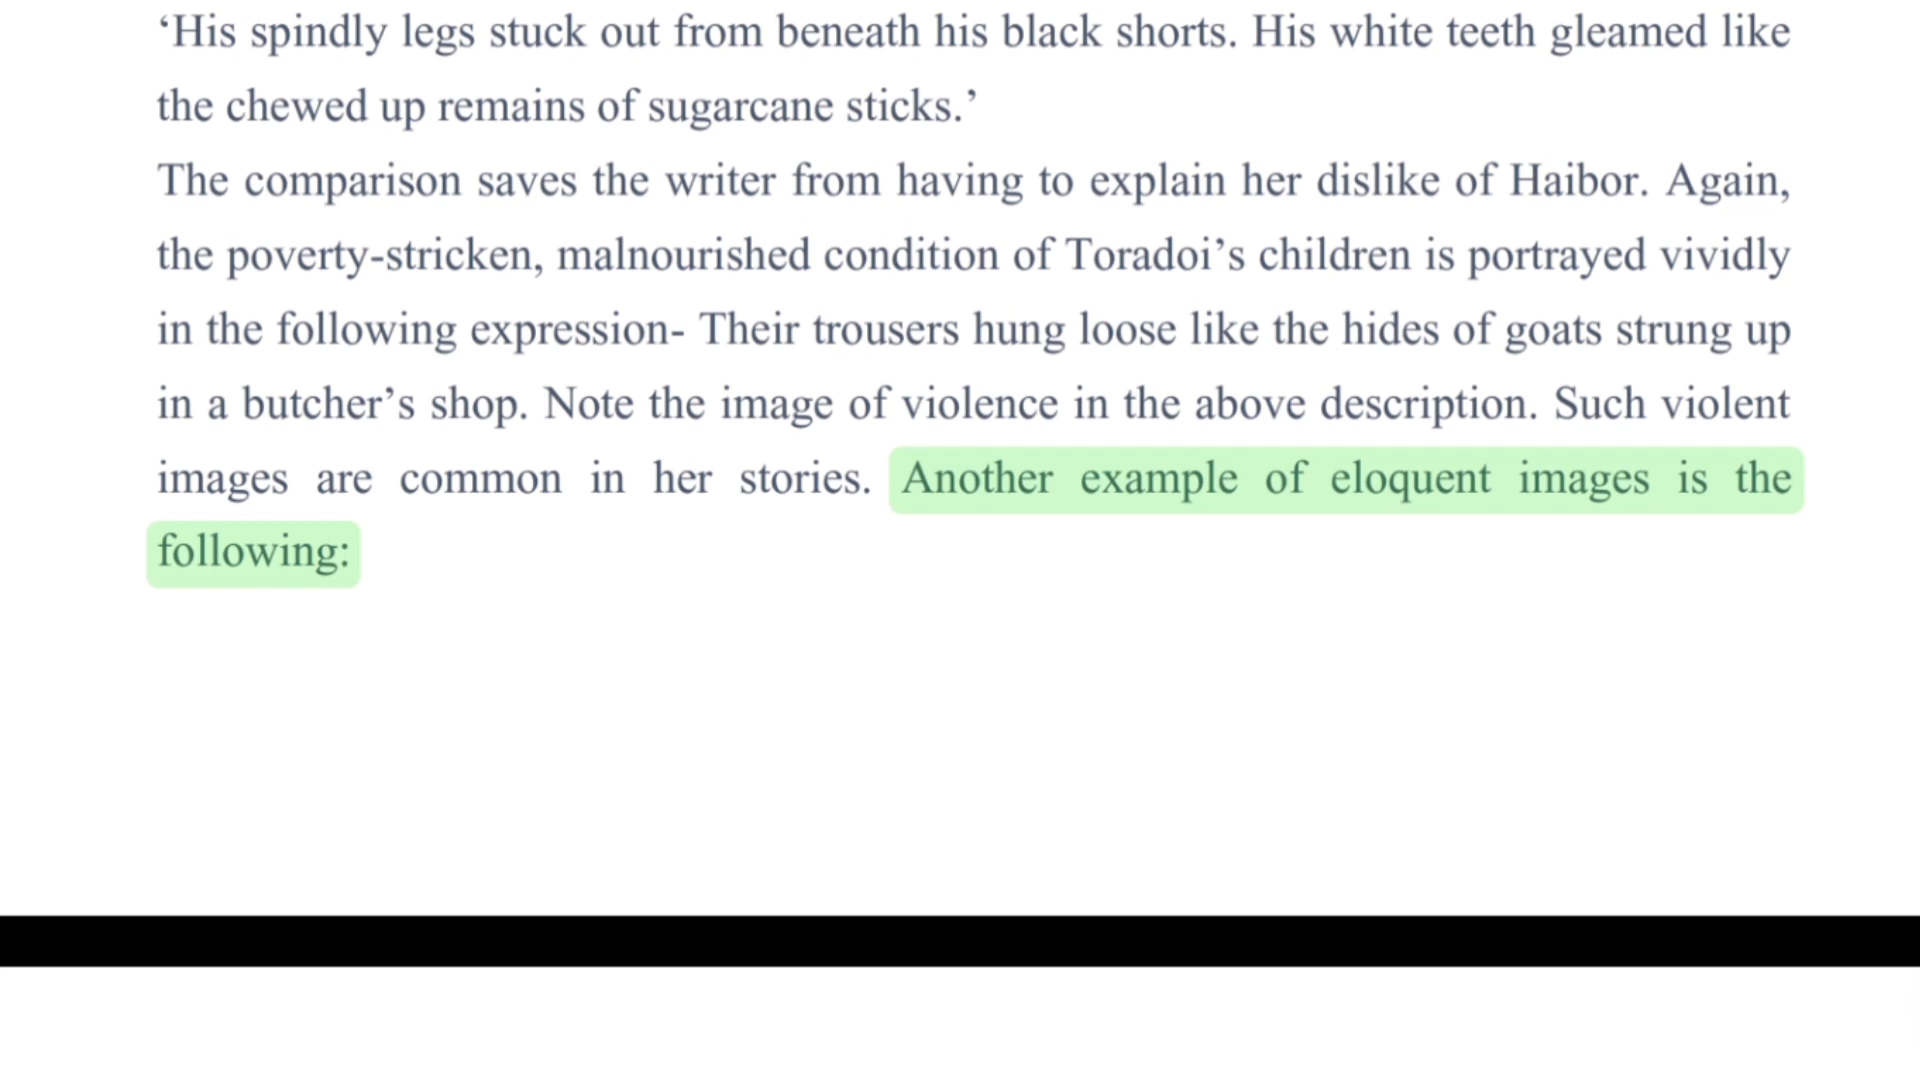 ‘His spindly legs stuck out from beneath his black shorts. His white teeth gleamed like
the chewed up remains of sugarcane sticks.’
The comparison saves the writer from having to explain her dislike of Haibor. Again,
the poverty-stricken, malnourished condition of Toradoi’s children is portrayed vividly
in the following expression- Their trousers hung loose like the hides of goats strung up
in a butcher’s shop. Note the image of violence in the above description. Such violent
images are common in her stories. Another example of eloquent images is the
following: